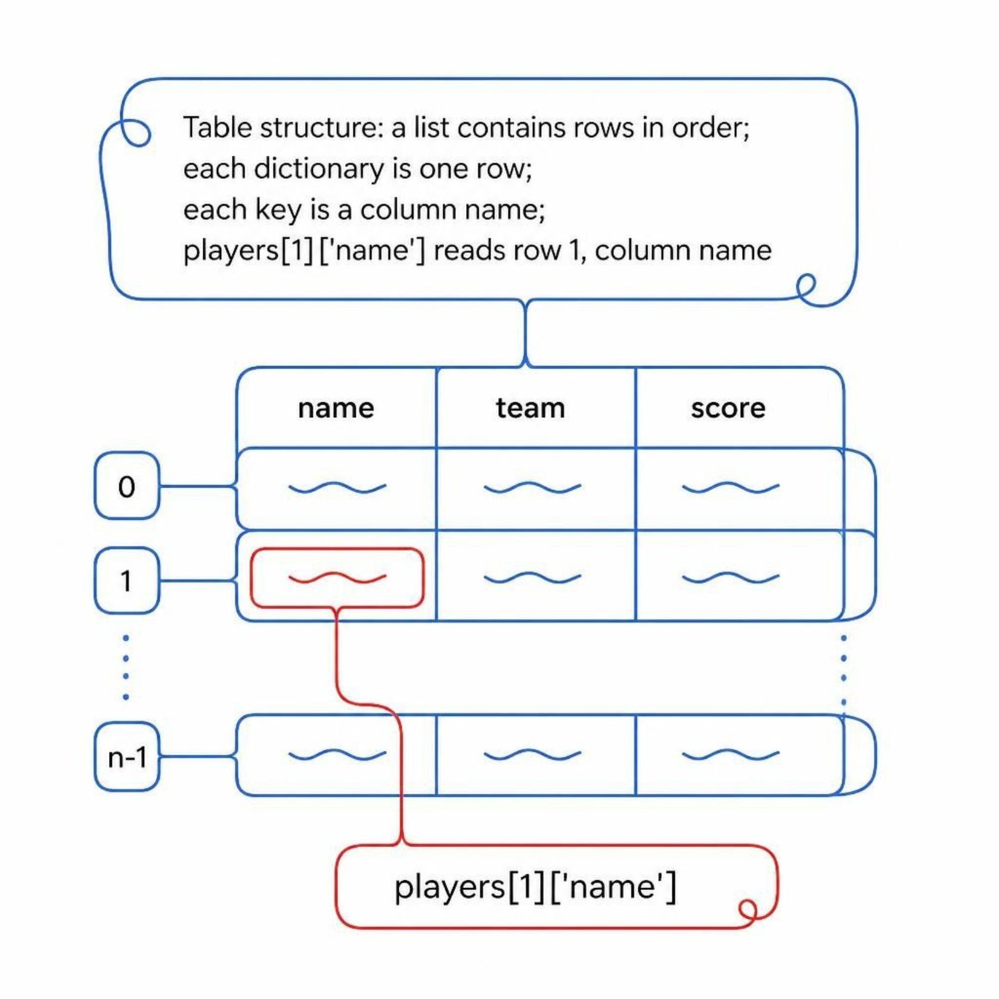 Table structure: a list contains rows in order;
each dictionary is one row;
each key is a column name;
players[1]['name'] reads row 1, column name
name team score
0
1
n-1
players[1]['name']